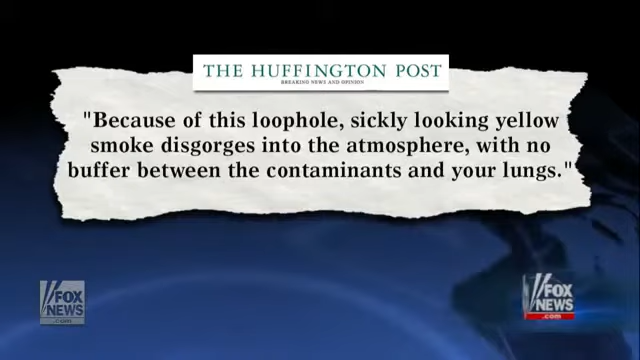 THE HUFFINGTON POST
BREAKING NEWS AND OPINION
"Because of this loophole, sickly looking yellow
smoke disgorges into the atmosphere, with no
buffer between the contaminants and your lungs."
FOX
NEWS
.com
FOX
NEWS
.com